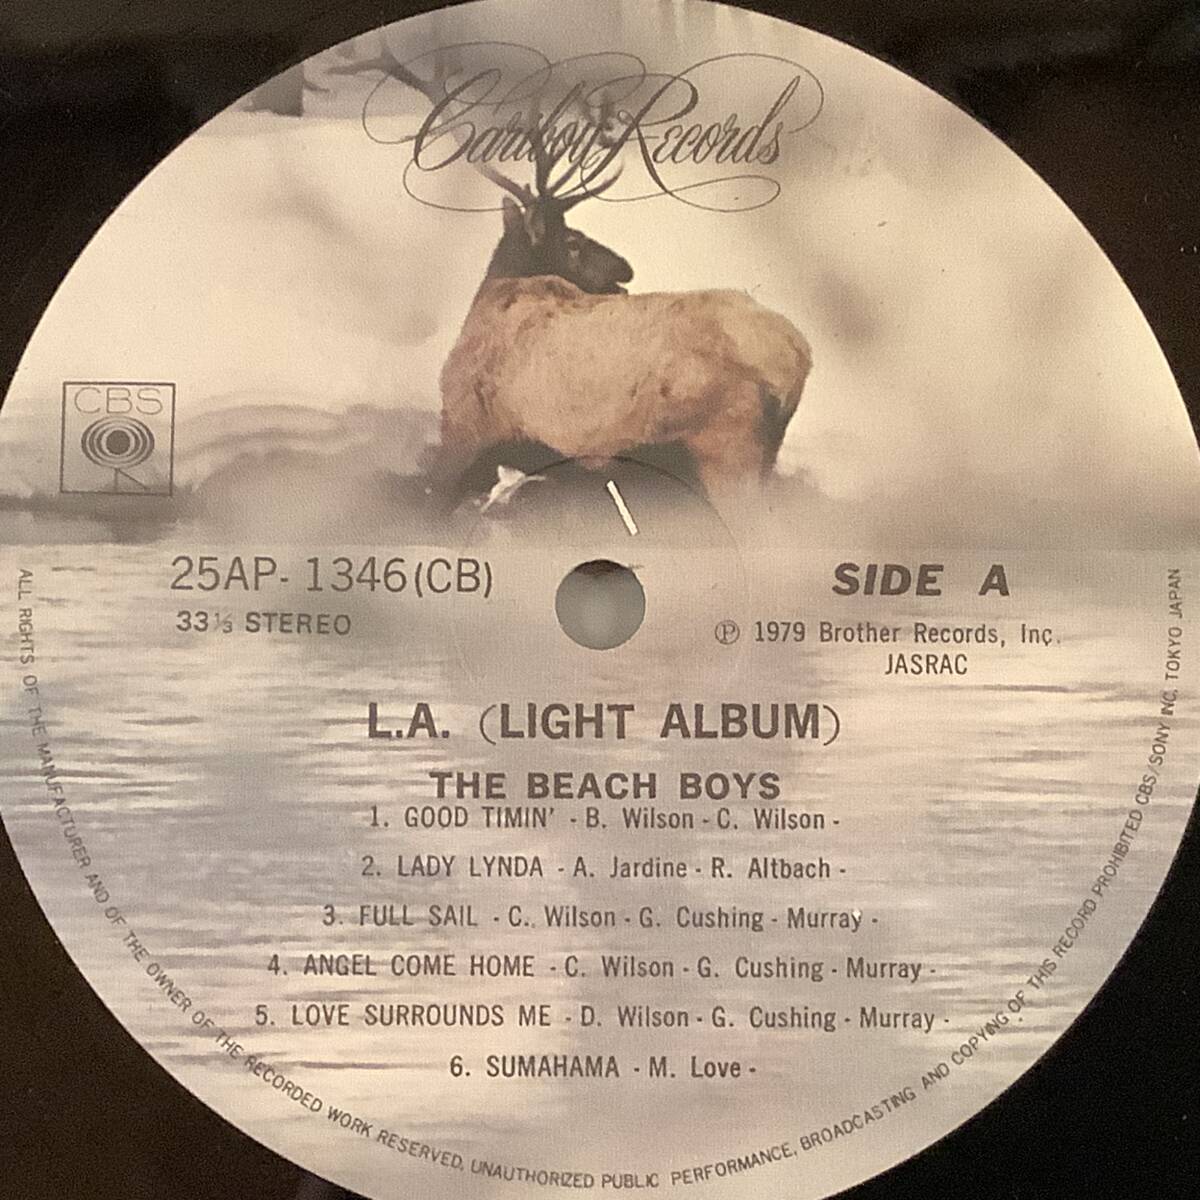 Caribou Records
CBS
25AP-1346(CB)
33⅓ STEREO
SIDE A
℗ 1979 Brother Records, Inc.
JASRAC
L.A. (LIGHT ALBUM)
THE BEACH BOYS
1. GOOD TIMIN' - B. Wilson - C. Wilson -
2. LADY LYNDA - A. Jardine - R. Altbach -
3. FULL SAIL - C. Wilson - G. Cushing - Murray -
4. ANGEL COME HOME - C. Wilson - G. Cushing - Murray -
5. LOVE SURROUNDS ME - D. Wilson - G. Cushing - Murray -
6. SUMAHAMA - M. Love -
ALL RIGHTS OF THE MANUFACTURER AND OF THE OWNER OF THE RECORDED WORK RESERVED, UNAUTHORIZED PUBLIC PERFORMANCE, BROADCASTING AND COPYING OF THIS RECORD PROHIBITED CBS/SONY INC, TOKYO JAPAN